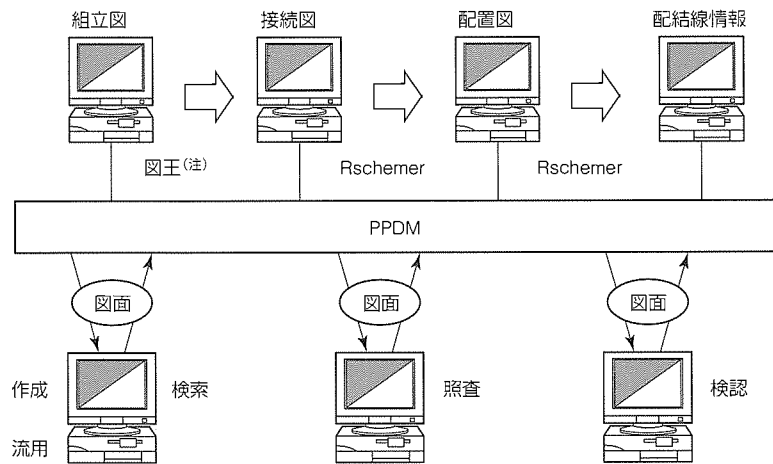 組立図
接続図
配置図
配結線情報
図王(注)
Rschemer
Rschemer
PPDM
図面
図面
図面
作成
検索
照査
検認
流用